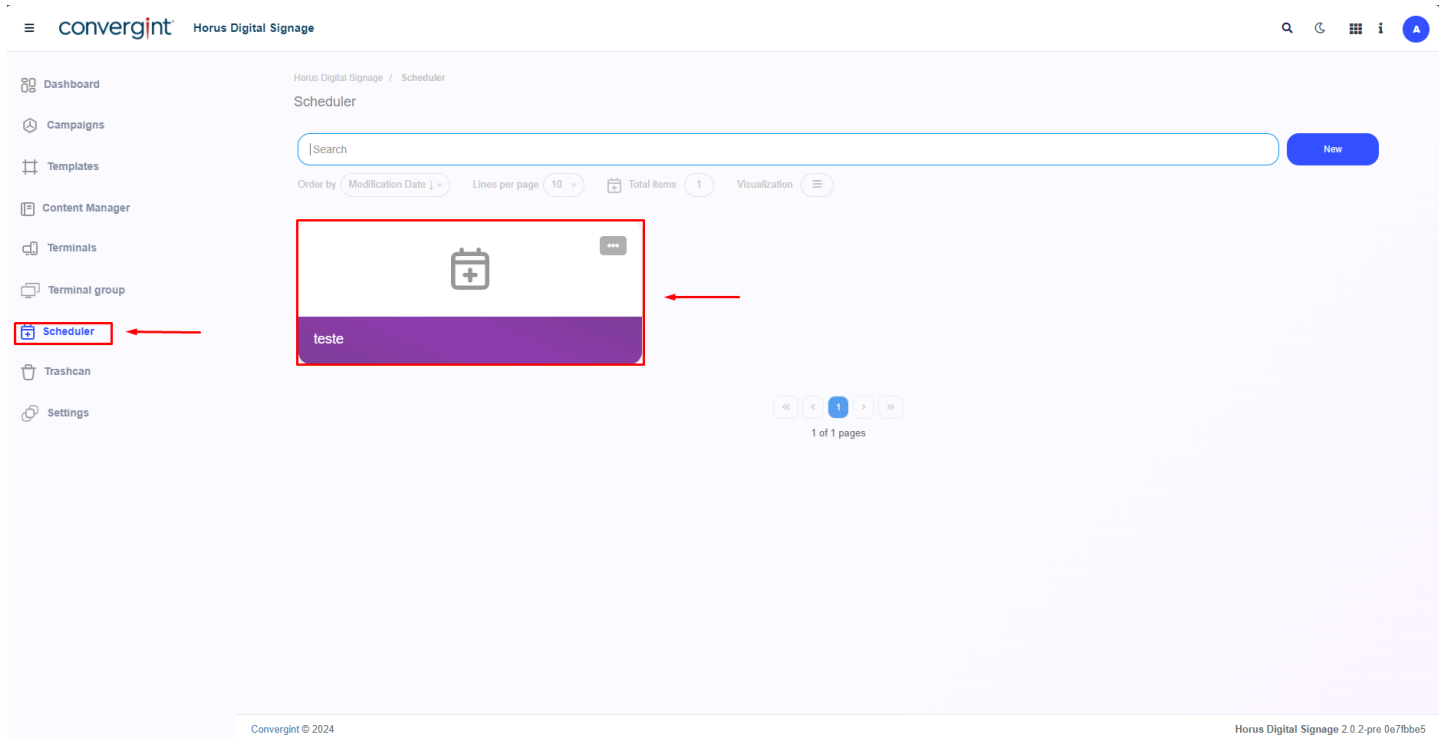 convergint Horus Digital Signage
A
Dashboard
Campaigns
Templates
Content Manager
Terminals
Terminal group
Scheduler
Trashcan
Settings
Horus Digital Signage / Scheduler
Scheduler
Search
New
Order by Modification Date ↓ Lines per page 10 Total items 1 Visualization
teste
« ‹ 1 › »
1 of 1 pages
Convergint © 2024
Horus Digital Signage 2.0.2-pre 0e7fbbe5